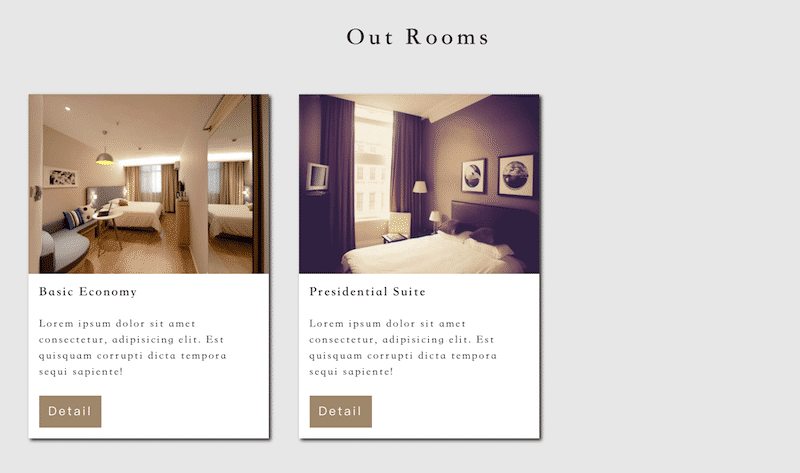 Out Rooms
Basic Economy
Lorem ipsum dolor sit amet
consectetur, adipisicing elit. Est
quisquam corrupti dicta tempora
sequi sapiente!
Detail
Presidential Suite
Lorem ipsum dolor sit amet
consectetur, adipisicing elit. Est
quisquam corrupti dicta tempora
sequi sapiente!
Detail